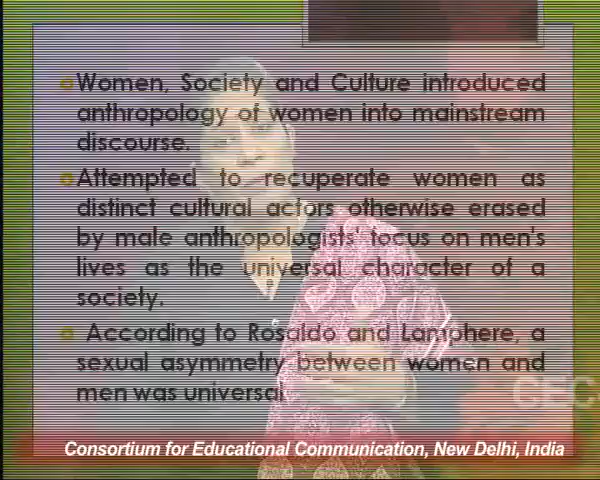 Women, Society and Culture introduced
anthropology of women into mainstream
discourse.
Attempted to recuperate women as
distinct cultural actors otherwise erased
by male anthropologists' focus on men's
lives as the universal character of a
society.
According to Rosaldo and Lamphere, a
sexual asymmetry between women and
men was universal
CEC
Consortium for Educational Communication, New Delhi, India